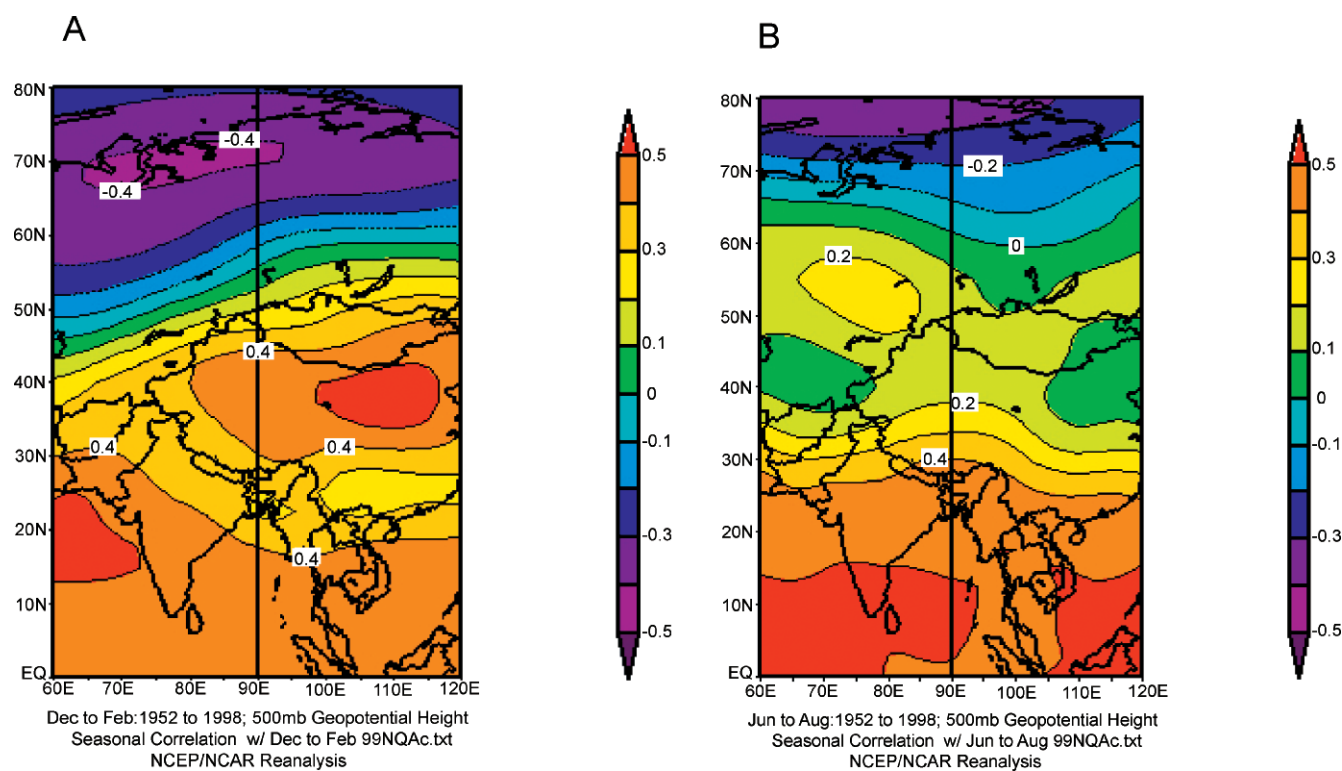 A
B
80N
70N
60N
50N
40N
30N
20N
10N
EQ
60E 70E 80E 90E 100E 110E 120E
-0.4
-0.4
0.4
0.4
0.4
0.4
0.5
0.3
0.1
0
-0.1
-0.3
-0.5
Dec to Feb:1952 to 1998; 500mb Geopotential Height
Seasonal Correlation w/ Dec to Feb 99NQAc.txt
NCEP/NCAR Reanalysis
80N
70N
60N
50N
40N
30N
20N
10N
EQ
60E 70E 80E 90E 100E 110E 120E
-0.2
0
0.2
0.2
0.4
0.5
0.3
0.1
0
-0.1
-0.3
-0.5
Jun to Aug:1952 to 1998; 500mb Geopotential Height
Seasonal Correlation w/ Jun to Aug 99NQAc.txt
NCEP/NCAR Reanalysis